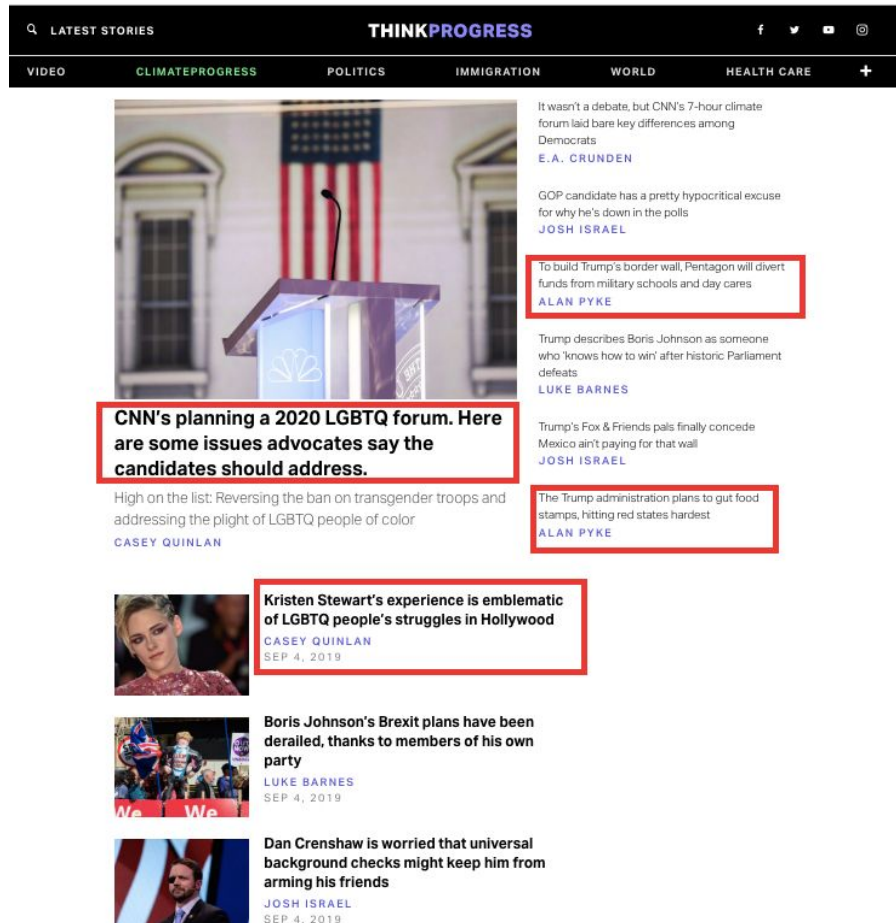 LATEST STORIES
THINKPROGRESS
VIDEO
CLIMATEPROGRESS
POLITICS
IMMIGRATION
WORLD
HEALTH CARE
CNN's planning a 2020 LGBTQ forum. Here
are some issues advocates say the
candidates should address.
High on the list: Reversing the ban on transgender troops and
addressing the plight of LGBTQ people of color
CASEY QUINLAN
It wasn't a debate, but CNN's 7-hour climate
forum laid bare key differences among
Democrats
E.A. CRUNDEN
GOP candidate has a pretty hypocritical excuse
for why he's down in the polls
JOSH ISRAEL
To build Trump's border wall, Pentagon will divert
funds from military schools and day cares
ALAN PYKE
Trump describes Boris Johnson as someone
who 'knows how to win' after historic Parliament
defeats
LUKE BARNES
Trump's Fox & Friends pals finally concede
Mexico ain't paying for that wall
JOSH ISRAEL
The Trump administration plans to gut food
stamps, hitting red states hardest
ALAN PYKE
Kristen Stewart's experience is emblematic
of LGBTQ people's struggles in Hollywood
CASEY QUINLAN
SEP 4, 2019
Boris Johnson's Brexit plans have been
derailed, thanks to members of his own
party
LUKE BARNES
SEP 4, 2019
We We
Dan Crenshaw is worried that universal
background checks might keep him from
arming his friends
JOSH ISRAEL
SEP 4, 2019